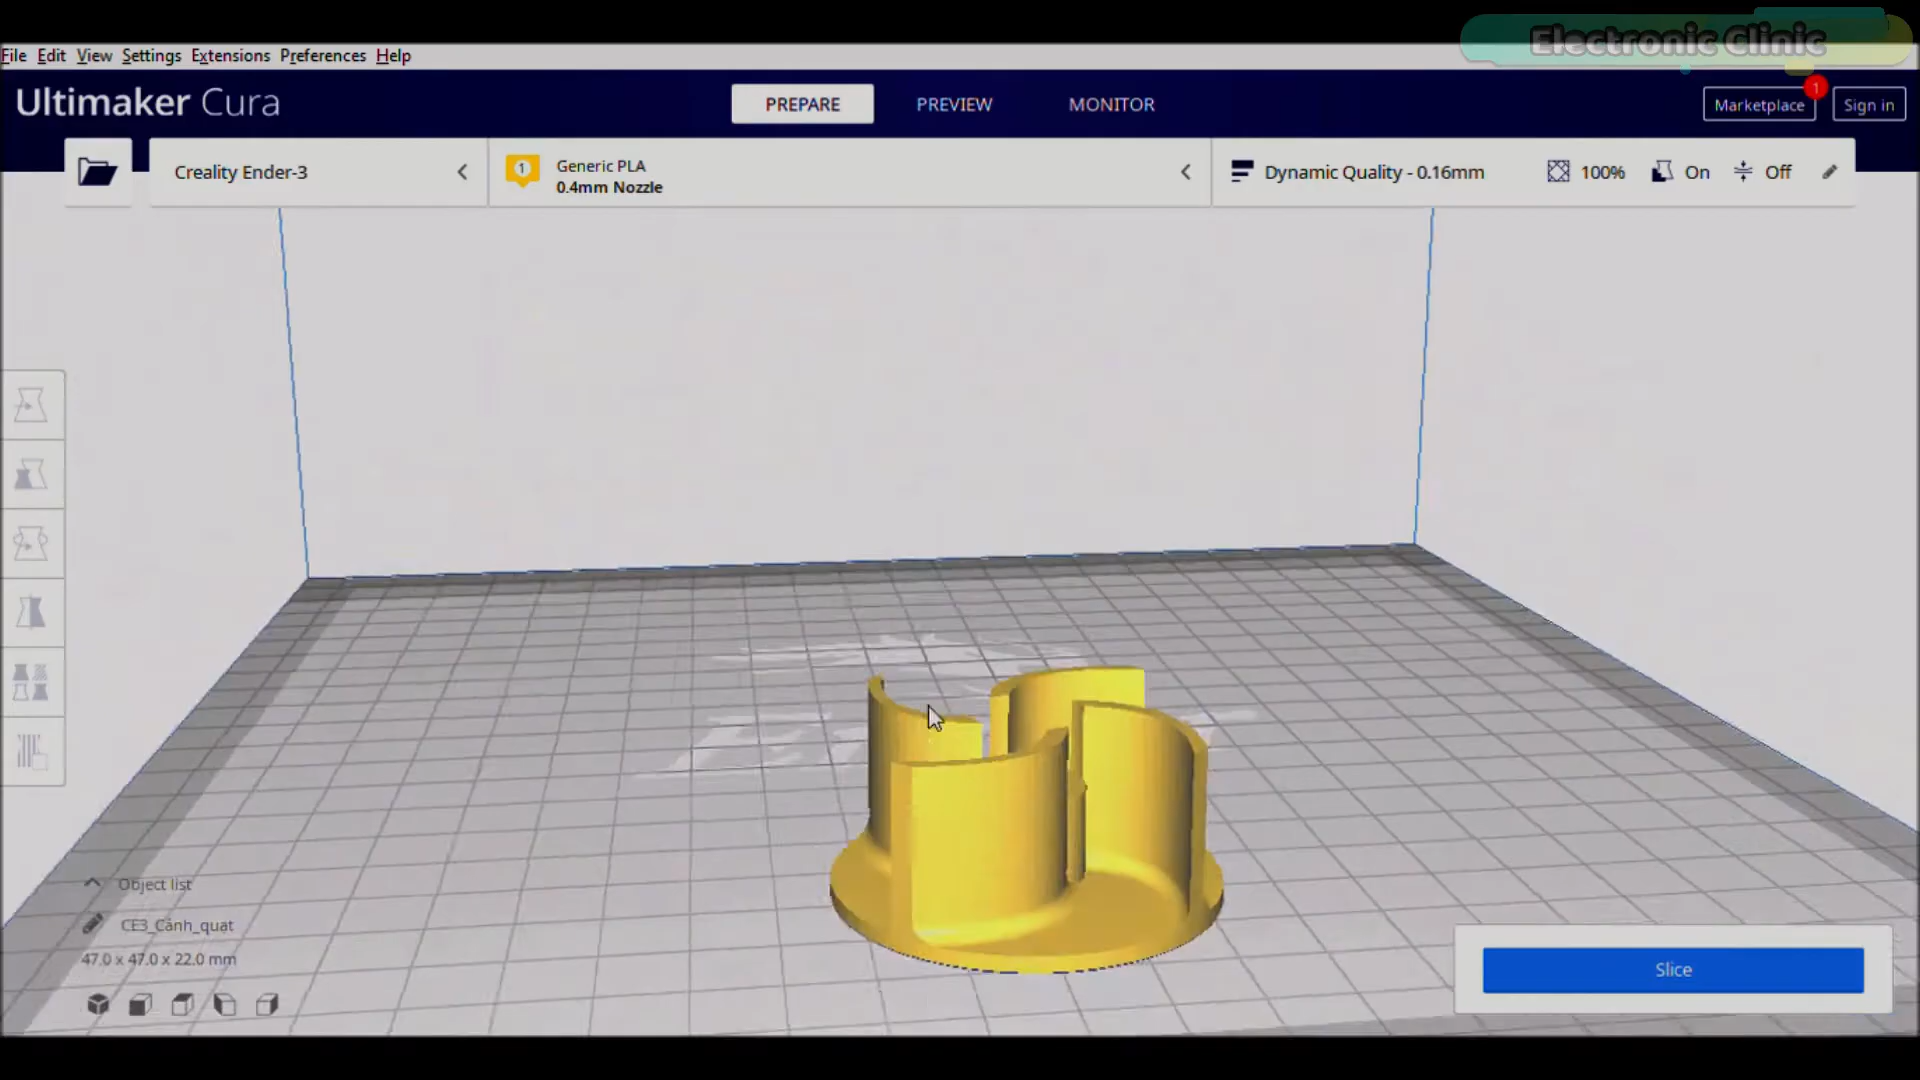 Electronic Clinic
File Edit View Settings Extensions Preferences Help
Ultimaker Cura
PREPARE
PREVIEW
MONITOR
Marketplace
1
Sign in
Creality Ender-3
1
Generic PLA
0.4mm Nozzle
Dynamic Quality - 0.16mm
100%
On
Off
Object list
CE3_Cánh_quạt
47.0 x 47.0 x 22.0 mm
Slice